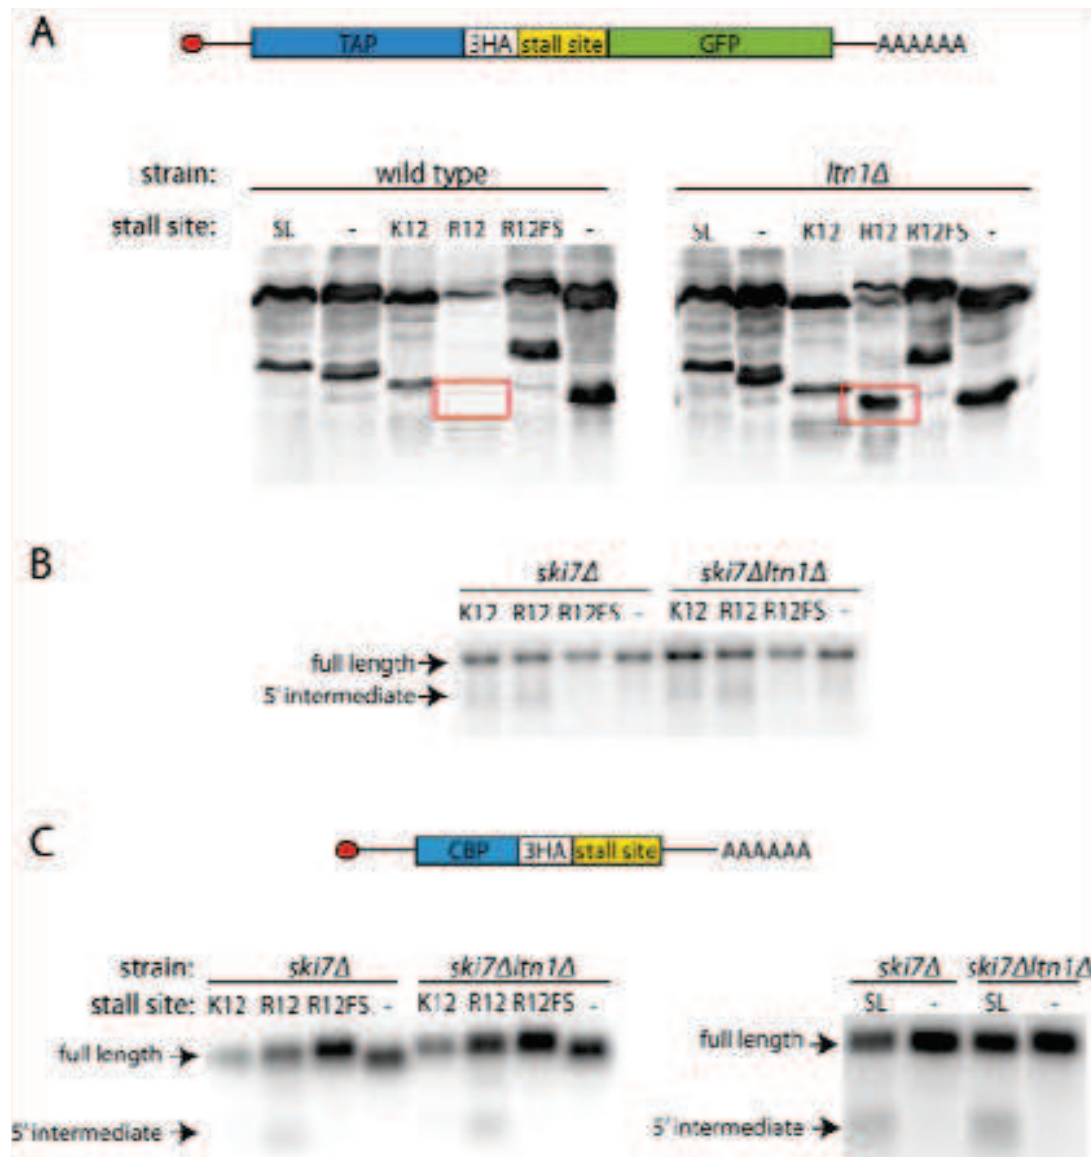 A
TAP 3HA stall site GFP AAAAAA
strain: wild type ltn1Δ
stall site: SL - K12 R12 R12FS - SL - K12 R12 R12FS -
B
ski7Δ ski7Δltn1Δ
K12 R12 R12FS - K12 R12 R12FS -
full length
5' intermediate
C
CBP 3HA stall site AAAAAA
strain: ski7Δ ski7Δltn1Δ ski7Δ ski7Δltn1Δ
stall site: K12 R12 R12FS - K12 R12 R12FS - SL - SL -
full length full length
5' intermediate 5' intermediate